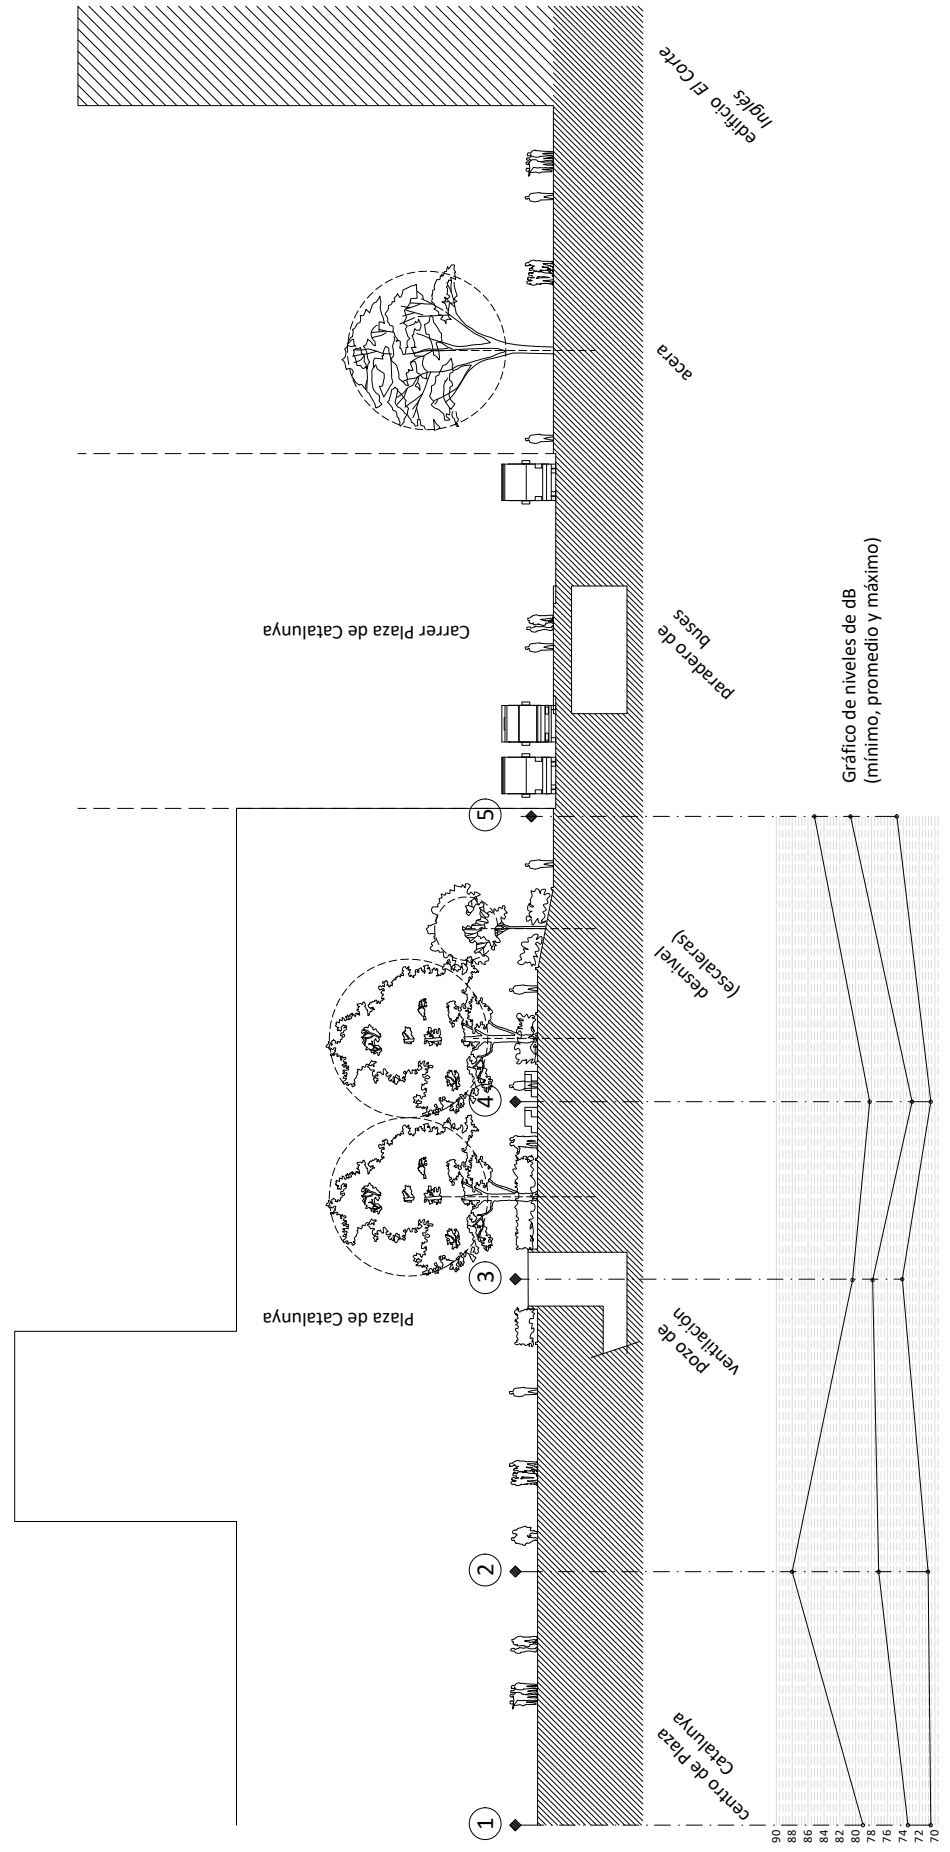 edificio El Corte
Inglés
acera
Carrer Plaza de Catalunya
paradero de
buses
Gráfico de niveles de dB
(mínimo, promedio y máximo)
5
desnivel
(escaleras)
4
3
Plaza de Catalunya
pozo de
ventilación
2
centro de Plaza
Catalunya
1
90
88
86
84
82
80
78
76
74
72
70